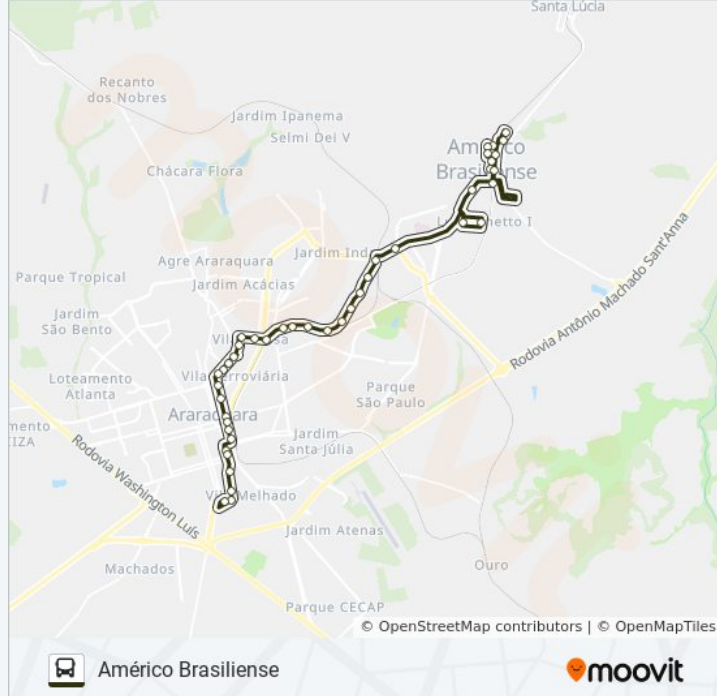 Santa Lúcia
Recanto
dos Nobres
Jardim Ipanema
Selmi Dei V
Américo
Brasiliense
Chácara Flora
Agre Araraquara
Jardim Acácias
Parque Tropical
Jardim
São Bento
Loteamento
Atlanta
Vila Ferroviária
Araraquara
Parque
São Paulo
Jardim
Santa Júlia
Rodovia Antônio Machado Sant'Anna
Rodovia Washington Luís
Jardim Atenas
Machados
Ouro
Parque CECAP
© OpenStreetMap contributors | © OpenMapTiles
Américo Brasiliense
moovit